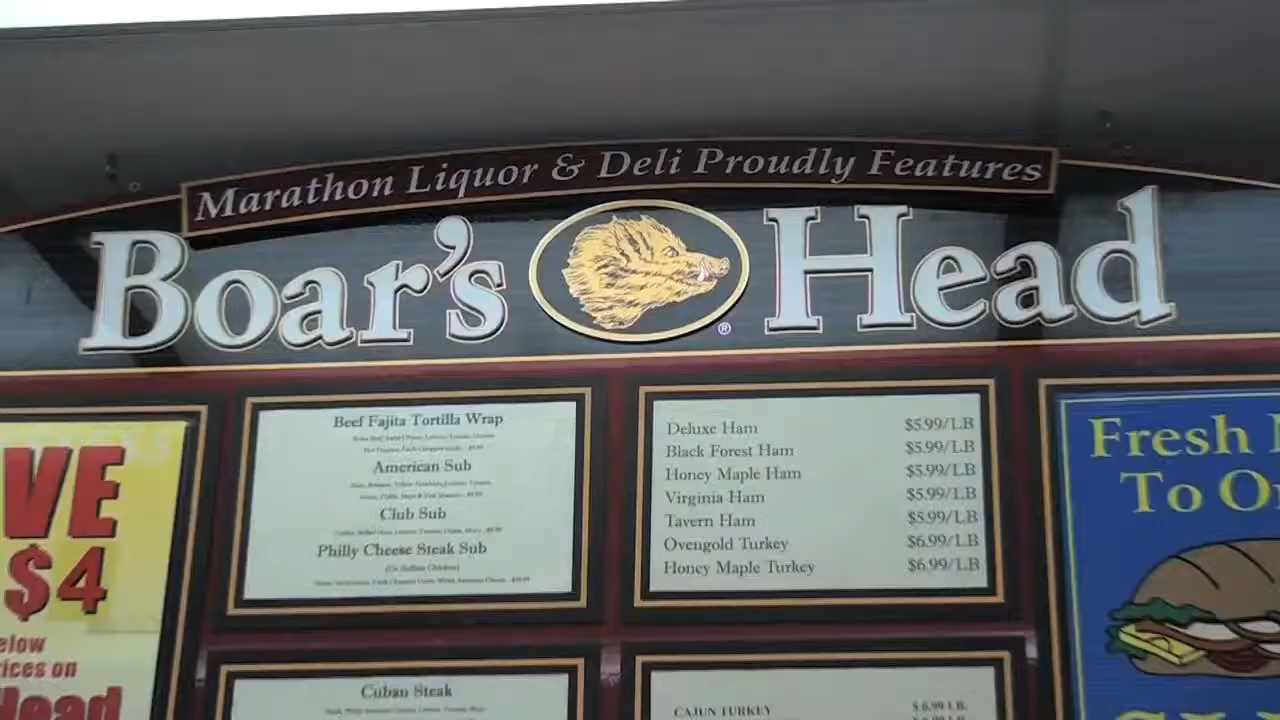 Marathon Liquor & Deli Proudly Features
Boar's Head
®
VE
$4
elow
ices on
Head
Beef Fajita Tortilla Wrap
American Sub
Club Sub
Philly Cheese Steak Sub
Cuban Steak
Deluxe Ham $5.99/LB
Black Forest Ham $5.99/LB
Honey Maple Ham $5.99/LB
Virginia Ham $5.99/LB
Tavern Ham $5.99/LB
Ovengold Turkey $6.99/LB
Honey Maple Turkey $6.99/LB
CAJUN TURKEY $6.99 LB.
Fresh
To O